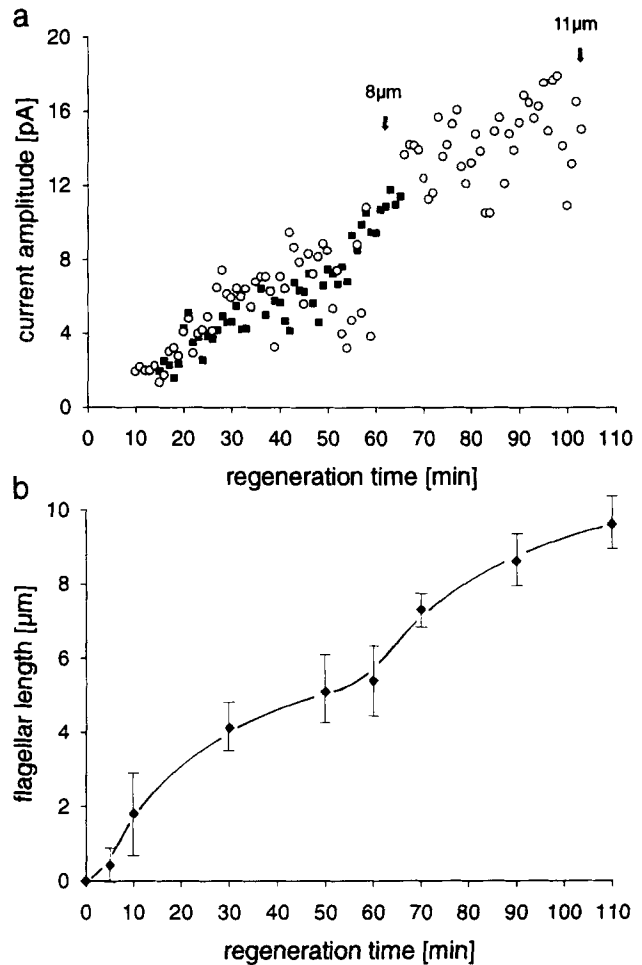 a
11µm
8µm
20
16
12
8
4
0
current amplitude [pA]
0 10 20 30 40 50 60 70 80 90 100 110
regeneration time [min]
b
10
8
6
4
2
0
flagellar length [µm]
0 10 20 30 40 50 60 70 80 90 100 110
regeneration time [min]